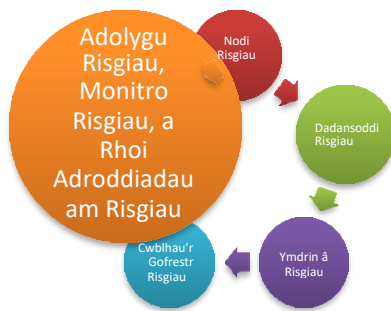 Adolygu
Risgiau,
Monitro
Risgiau, a
Rhoi
Adroddiadau
am Risgiau
Nodi
Risgiau
Dadansoddi
Risgiau
Ymdrin â
Risgiau
Cwblhau'r
Gofrestr
Risgiau